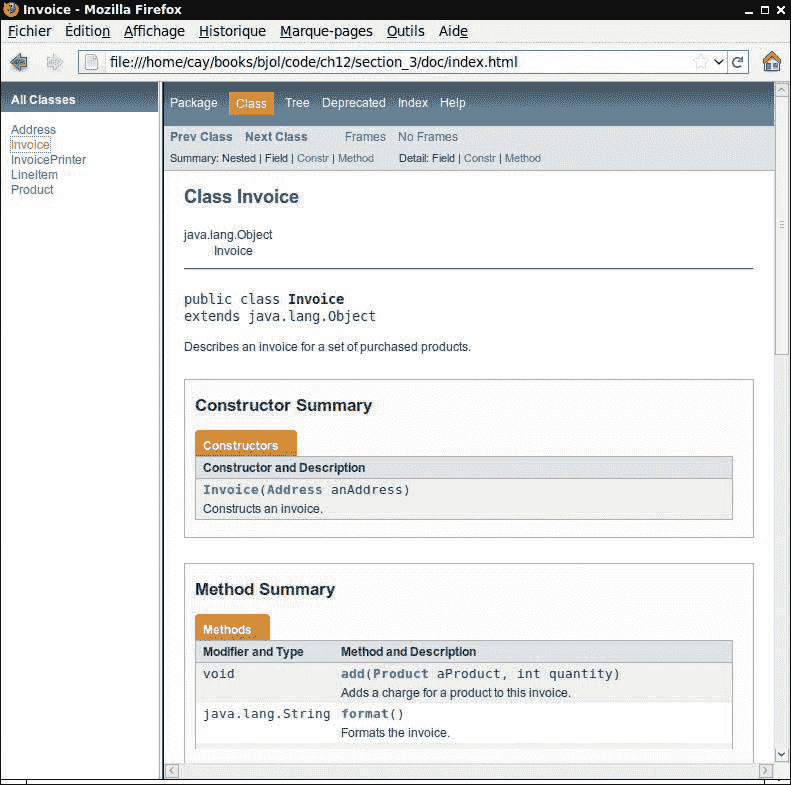 Invoice - Mozilla Firefox
Fichier Édition Affichage Historique Marque-pages Outils Aide
file:///home/cay/books/bjol/code/ch12/section_3/doc/index.html
All Classes
Address
Invoice
InvoicePrinter
LineItem
Product
Package Class Tree Deprecated Index Help
Prev Class Next Class Frames No Frames
Summary: Nested | Field | Constr | Method Detail: Field | Constr | Method
Class Invoice
java.lang.Object
Invoice
public class Invoice
extends java.lang.Object
Describes an invoice for a set of purchased products.
Constructor Summary
Constructors
Constructor and Description
Invoice(Address anAddress)
Constructs an invoice.
Method Summary
Methods
Modifier and Type Method and Description
void add(Product aProduct, int quantity)
Adds a charge for a product to this invoice.
java.lang.String format()
Formats the invoice.